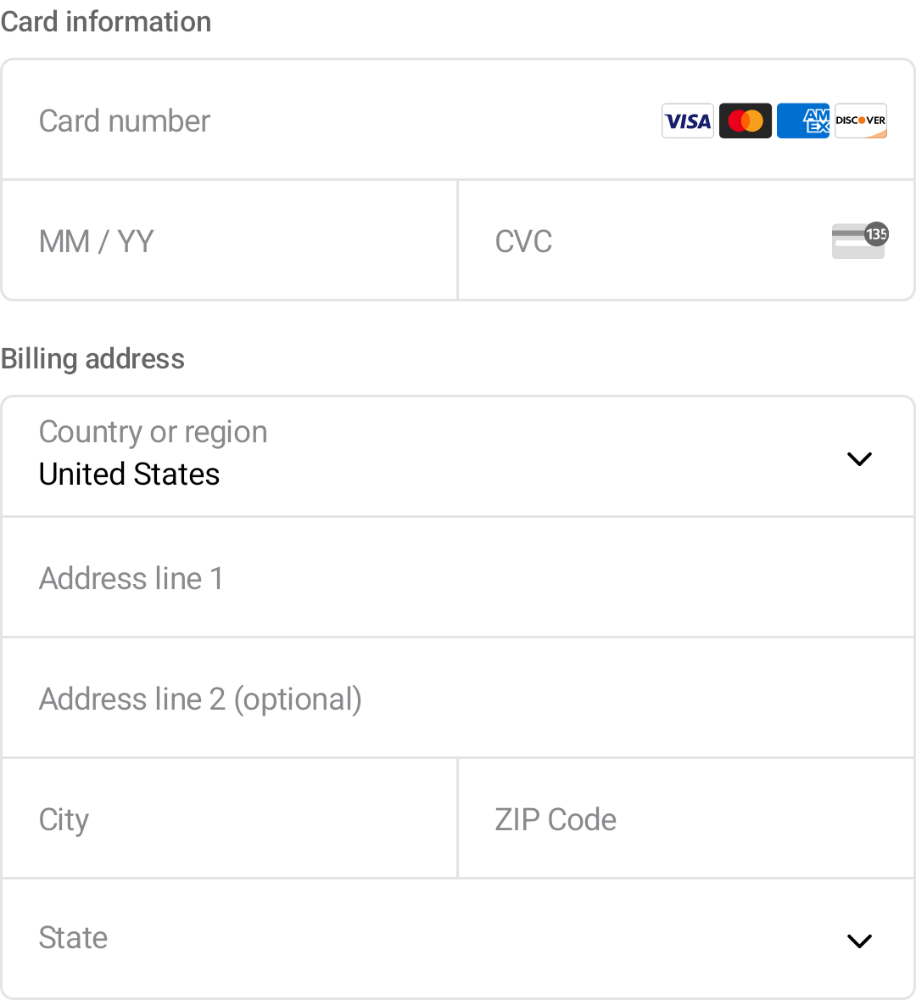 Card information
Card number VISA AM EX DISCOVER
MM / YY CVC 135
Billing address
Country or region
United States
Address line 1
Address line 2 (optional)
City ZIP Code
State